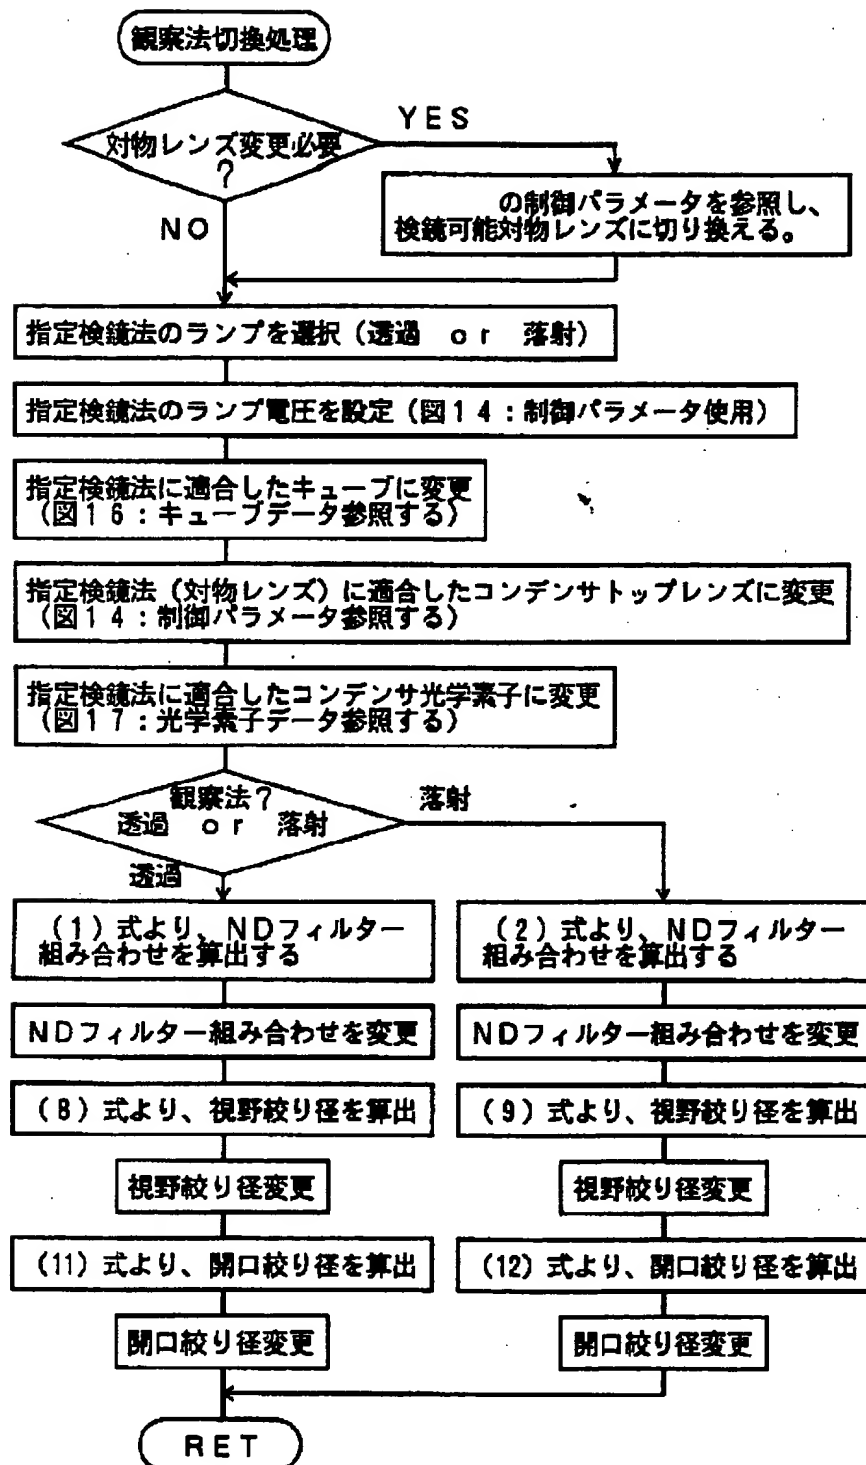 観察法切換処理
対物レンズ変更必要
?
YES
NO
の制御パラメータを参照し、
検鏡可能対物レンズに切り換える。
指定検鏡法のランプを選択(透過 or 落射)
指定検鏡法のランプ電圧を設定(図14:制御パラメータ使用)
指定検鏡法に適合したキューブに変更
(図16:キューブデータ参照する)
指定検鏡法(対物レンズ)に適合したコンデンサトップレンズに変更
(図14:制御パラメータ参照する)
指定検鏡法に適合したコンデンサ光学素子に変更
(図17:光学素子データ参照する)
観察法?
透過 or 落射
落射
透過
(1)式より、NDフィルター
組み合わせを算出する
NDフィルター組み合わせを変更
(8)式より、視野絞り径を算出
視野絞り径変更
(11)式より、開口絞り径を算出
開口絞り径変更
(2)式より、NDフィルター
組み合わせを算出する
NDフィルター組み合わせを変更
(9)式より、視野絞り径を算出
視野絞り径変更
(12)式より、開口絞り径を算出
開口絞り径変更
RET